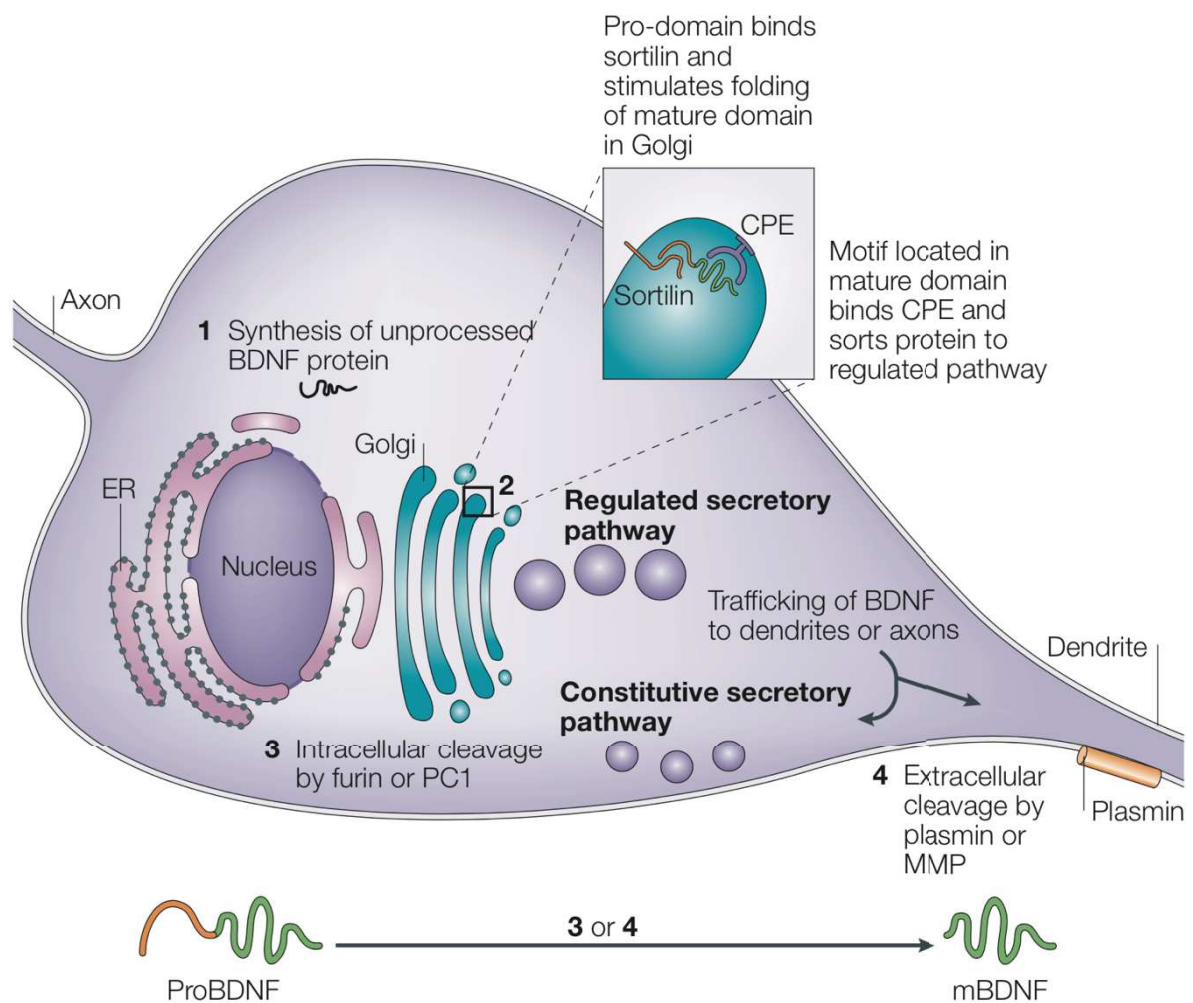 Pro-domain binds
sortilin and
stimulates folding
of mature domain
in Golgi
CPE
Sortilin
Motif located in
mature domain
binds CPE and
sorts protein to
regulated pathway
Axon
1 Synthesis of unprocessed
BDNF protein
Golgi
ER
2
Nucleus
Regulated secretory
pathway
Trafficking of BDNF
to dendrites or axons
Dendrite
Constitutive secretory
pathway
3 Intracellular cleavage
by furin or PC1
4 Extracellular
cleavage by
plasmin or
MMP
Plasmin
3 or 4
ProBDNF
mBDNF